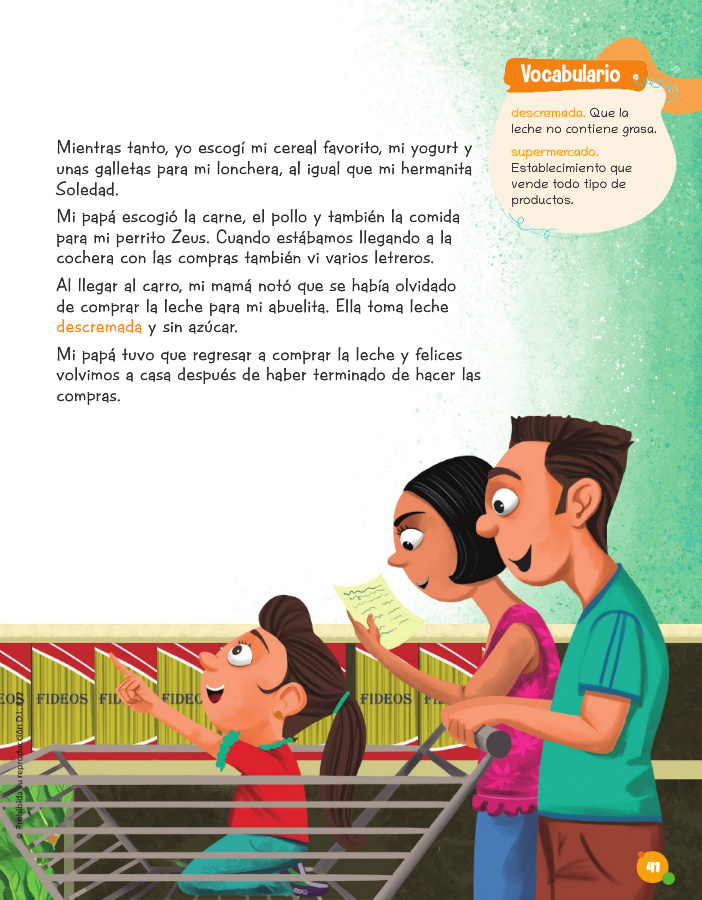 Vocabulario
descremada. Que la
leche no contiene grasa.
supermercado.
Establecimiento que
vende todo tipo de
productos.
Mientras tanto, yo escogí mi cereal favorito, mi yogurt y
unas galletas para mi lonchera, al igual que mi hermanita
Soledad.
Mi papá escogió la carne, el pollo y también la comida
para mi perrito Zeus. Cuando estábamos llegando a la
cochera con las compras también vi varios letreros.
Al llegar al carro, mi mamá notó que se había olvidado
de comprar la leche para mi abuelita. Ella toma leche
descremada y sin azúcar.
Mi papá tuvo que regresar a comprar la leche y felices
volvimos a casa después de haber terminado de hacer las
compras.
FIDEOS
FIDEOS
FIDEOS
© Prohibida su reproducción D.L. 822
41